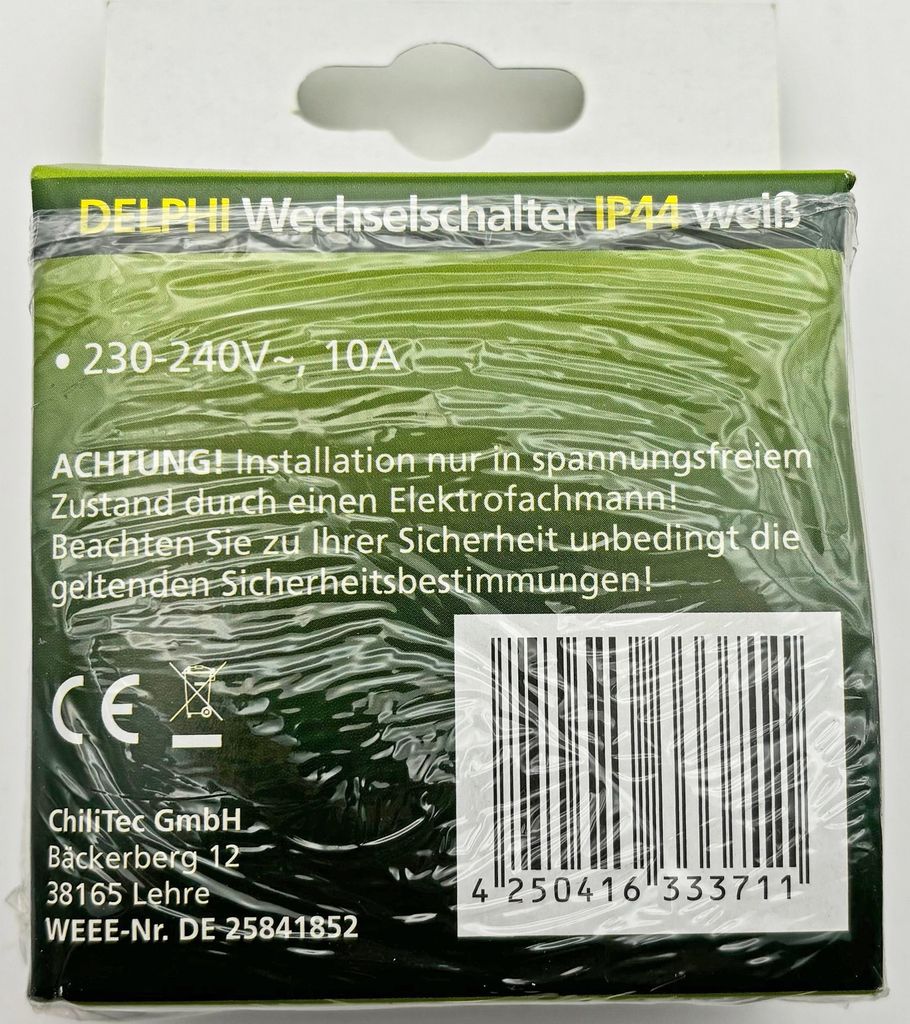 DELPHI Wechselschalter IP44 weiß
• 230-240V~, 10A
ACHTUNG! Installation nur in spannungsfreiem
Zustand durch einen Elektrofachmann!
Beachten Sie zu Ihrer Sicherheit unbedingt die
geltenden Sicherheitsbestimmungen!
CE
ChiliTec GmbH
Bäckerberg 12
38165 Lehre
WEEE-Nr. DE 25841852
4 250416 333711